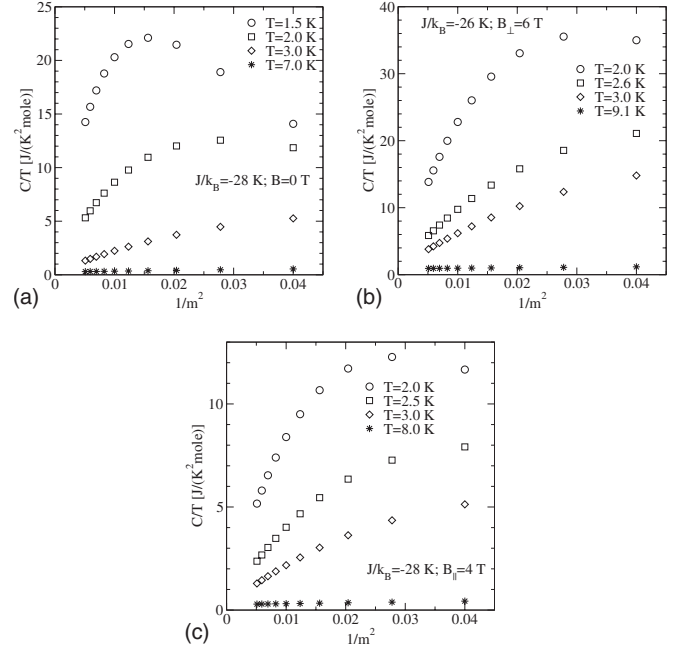 25
20
15
10
5
0
C/T [J/(K²mole)]
T=1.5 K
T=2.0 K
T=3.0 K
T=7.0 K
J/k_B=-28 K; B=0 T
0 0.01 0.02 0.03 0.04
1/m²
(a)
40
30
20
10
0
C/T [J/(K²mole)]
J/k_B=-26 K; B_⊥=6 T
T=2.0 K
T=2.6 K
T=3.0 K
T=9.1 K
0 0.01 0.02 0.03 0.04
1/m²
(b)
10
5
0
C/T [J/(K²mole)]
T=2.0 K
T=2.5 K
T=3.0 K
T=8.0 K
J/k_B=-28 K; B_||=4 T
0 0.01 0.02 0.03 0.04
1/m²
(c)